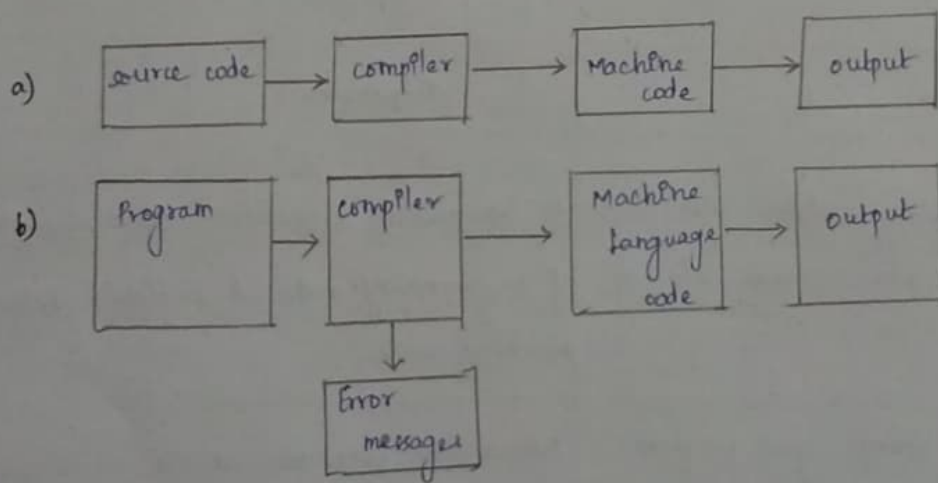 a)
source code
compiler
Machine
code
output
b)
Program
compiler
Machine
Language
code
output
Error
messages